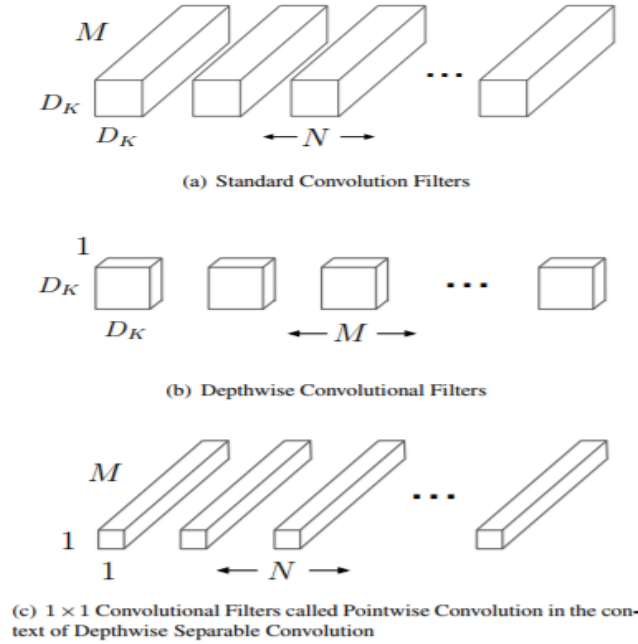 M
D_K
D_K
N
(a) Standard Convolution Filters
1
D_K
D_K
M
(b) Depthwise Convolutional Filters
M
1
1
N
(c) 1 × 1 Convolutional Filters called Pointwise Convolution in the con-
text of Depthwise Separable Convolution